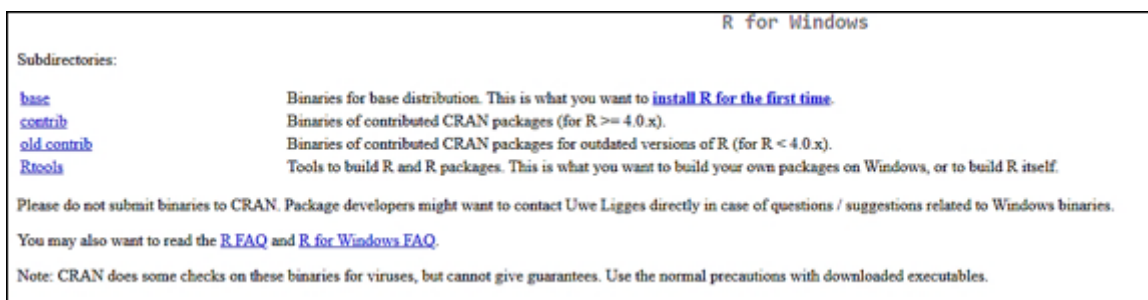 R for Windows
Subdirectories:
base Binaries for base distribution. This is what you want to install R for the first time.
contrib Binaries of contributed CRAN packages (for R >= 4.0.x).
old contrib Binaries of contributed CRAN packages for outdated versions of R (for R < 4.0.x).
Rtools Tools to build R and R packages. This is what you want to build your own packages on Windows, or to build R itself.
Please do not submit binaries to CRAN. Package developers might want to contact Uwe Ligges directly in case of questions / suggestions related to Windows binaries.
You may also want to read the R FAQ and R for Windows FAQ.
Note: CRAN does some checks on these binaries for viruses, but cannot give guarantees. Use the normal precautions with downloaded executables.